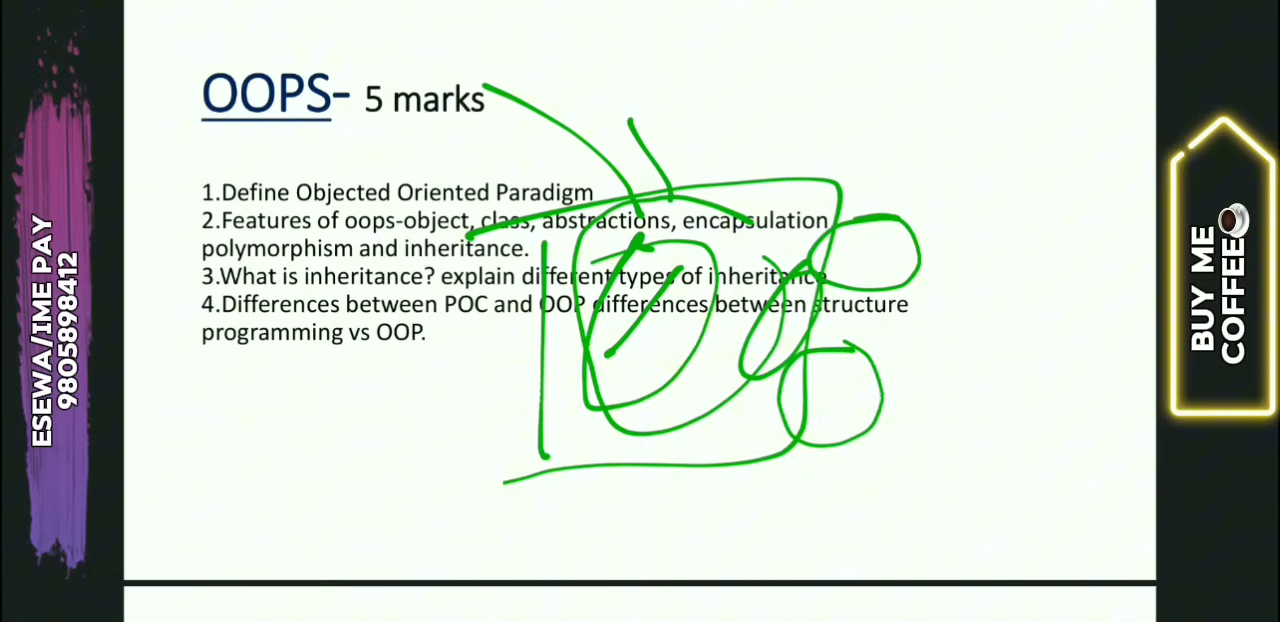 OOPS- 5 marks
1.Define Objected Oriented Paradigm
2.Features of oops-object, class, abstractions, encapsulation
polymorphism and inheritance.
3.What is inheritance? explain different types of inheritance
4.Differences between POC and OOP differences between structure
programming vs OOP.
ESEWA/IME PAY
9805898412
BUY ME
COFFEE